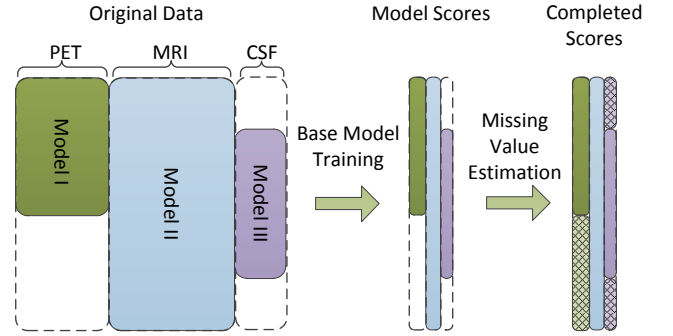 Original Data
Model Scores
Completed
Scores
PET
MRI
CSF
Model I
Model II
Model III
Base Model
Training
Missing
Value
Estimation